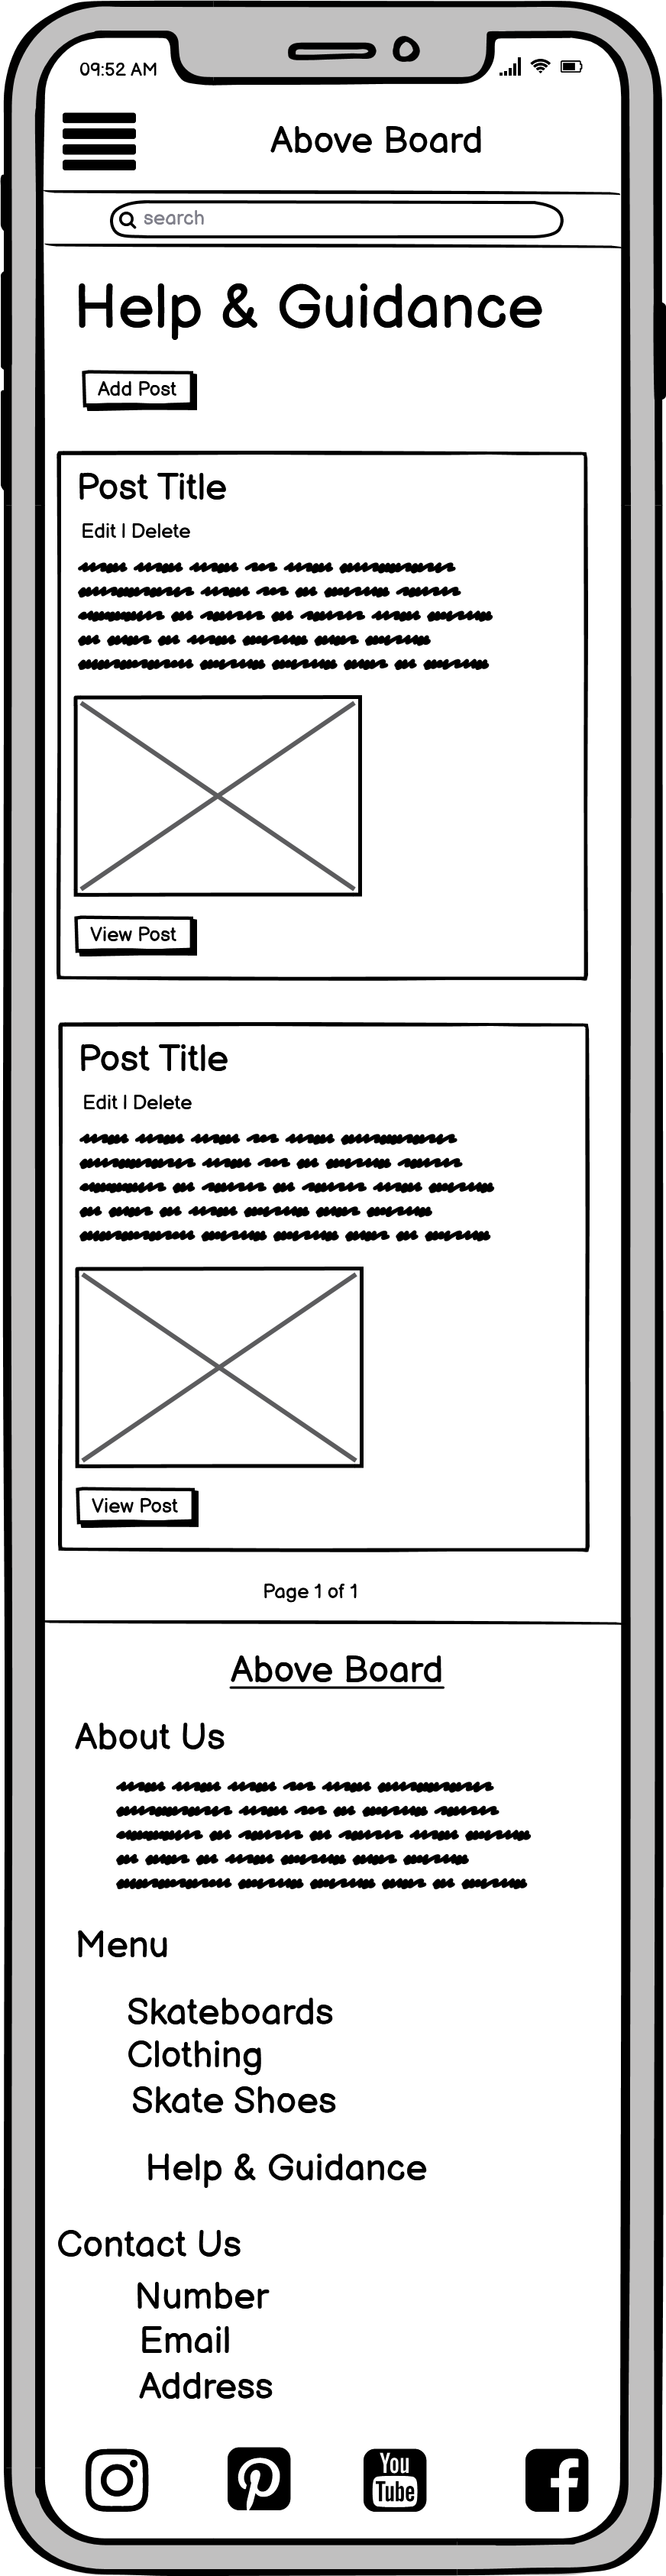 09:52 AM
Above Board
search
Help & Guidance
Add Post
Post Title
Edit | Delete
View Post
Post Title
Edit | Delete
View Post
Page 1 of 1
Above Board
About Us
Menu
Skateboards
Clothing
Skate Shoes
Help & Guidance
Contact Us
Number
Email
Address
You
Tube